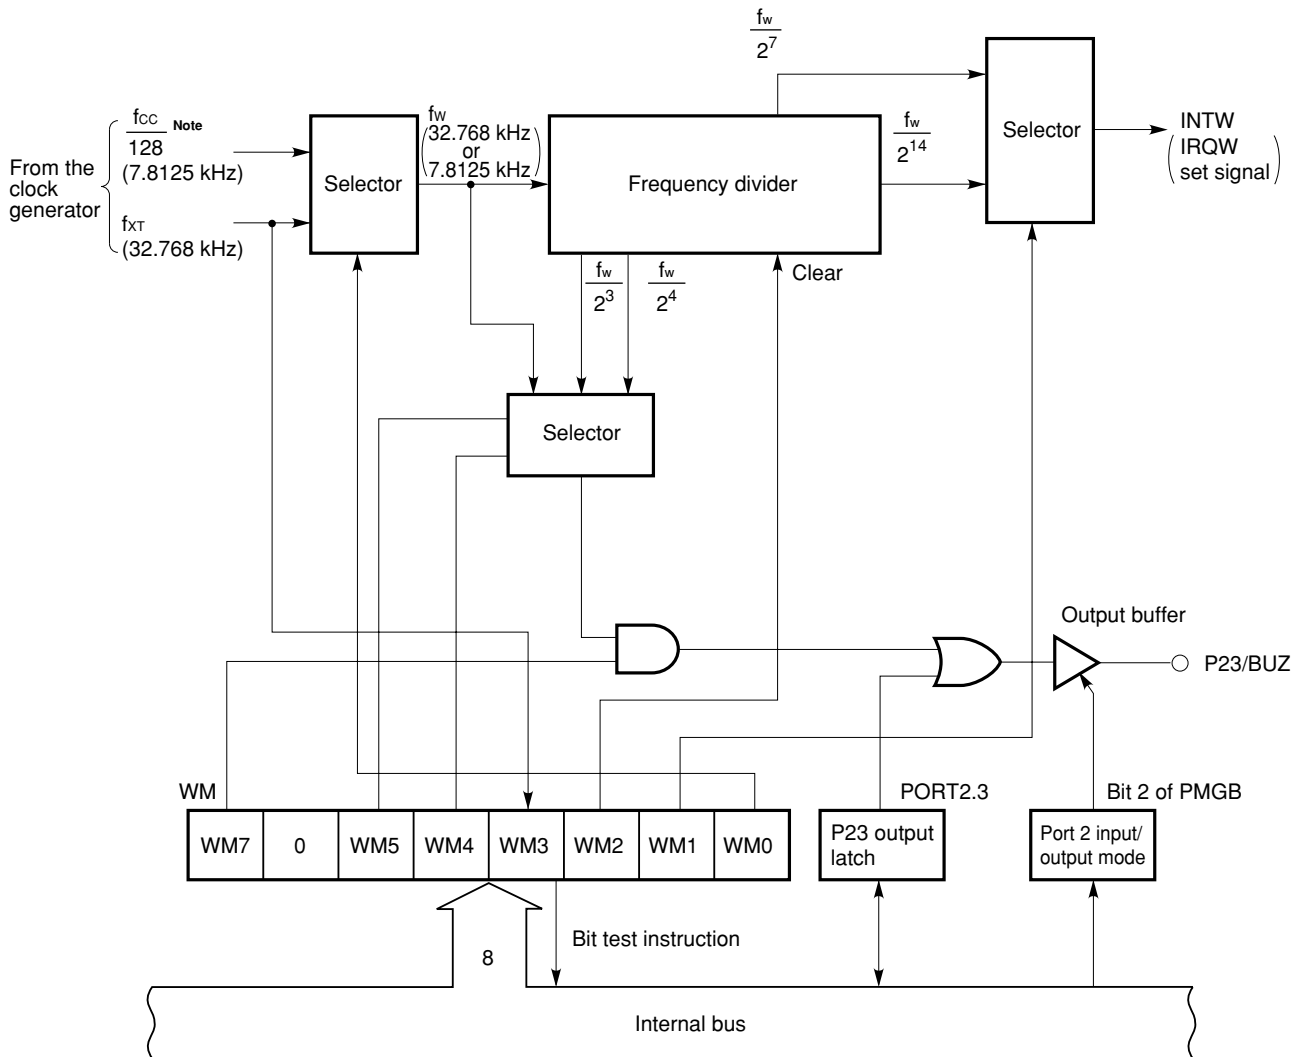 fw
2^7
fCC
128
Note
(7.8125 kHz)
From the
clock
generator
fXT
(32.768 kHz)
Selector
fW
(32.768 kHz
or
7.8125 kHz)
Frequency divider
fw
2^14
Selector
INTW
(IRQW
set signal)
fw
2^3
fw
2^4
Clear
Selector
Output buffer
P23/BUZ
WM
PORT2.3
Bit 2 of PMGB
WM7 0 WM5 WM4 WM3 WM2 WM1 WM0
P23 output
latch
Port 2 input/
output mode
8
Bit test instruction
Internal bus